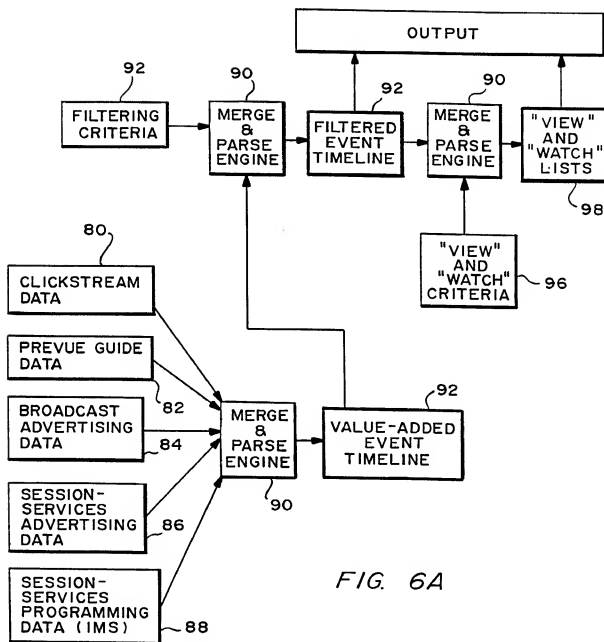 OUTPUT
92
FILTERING
CRITERIA
90
MERGE
&
PARSE
ENGINE
92
FILTERED
EVENT
TIMELINE
90
MERGE
&
PARSE
ENGINE
"VIEW"
AND
"WATCH"
LISTS
98
"VIEW"
AND
"WATCH"
CRITERIA
96
80
CLICKSTREAM
DATA
PREVUE GUIDE
DATA
82
BROADCAST
ADVERTISING
DATA
84
SESSION-
SERVICES
ADVERTISING
DATA
86
SESSION-
SERVICES
PROGRAMMING
DATA (IMS)
88
MERGE
&
PARSE
ENGINE
90
92
VALUE-ADDED
EVENT
TIMELINE
FIG. 6A